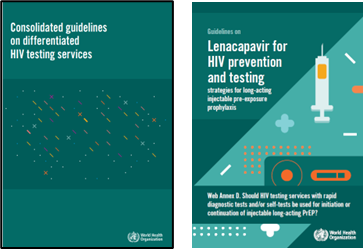 Consolidated guidelines
on differentiated
HIV testing services
World Health
Organization
Guidelines on
Lenacapavir for
HIV prevention
and testing
strategies for long-acting
injectable pre-exposure
prophylaxis
Web Annex D. Should HIV testing services with rapid
diagnostic tests and/or self-tests be used for initiation or
continuation of injectable long-acting PrEP?
World Health
Organization